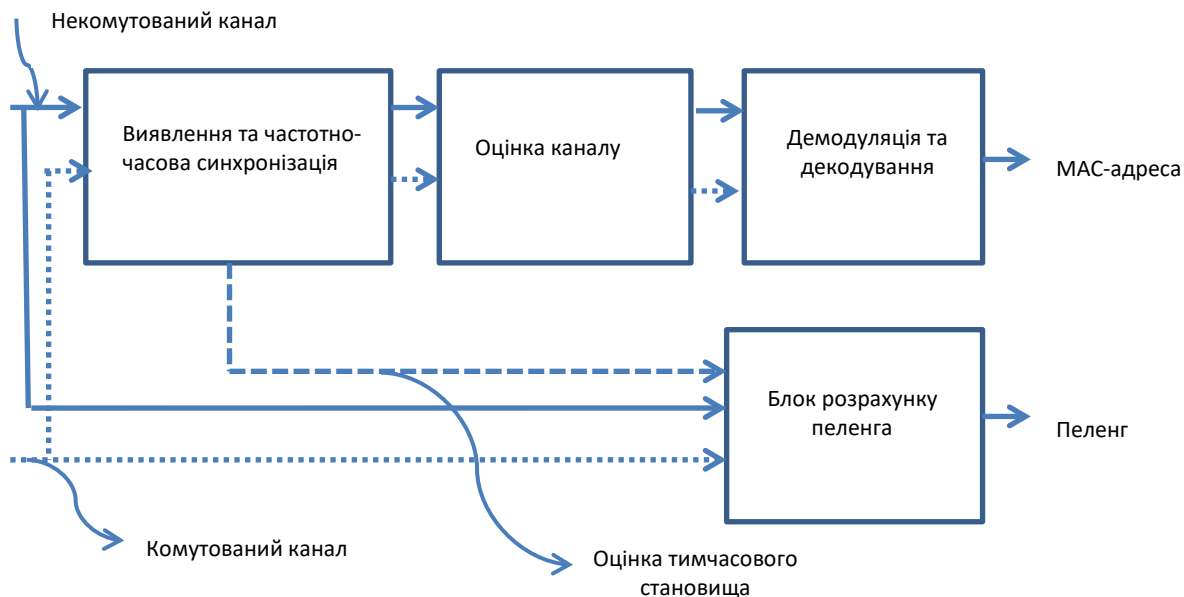 Некомутований канал
Виявлення та частотно-
часова синхронізація
Оцінка каналу
Демодуляція та
декодування
МАС-адреса
Блок розрахунку
пеленга
Пеленг
Комутований канал
Оцінка тимчасового
становища